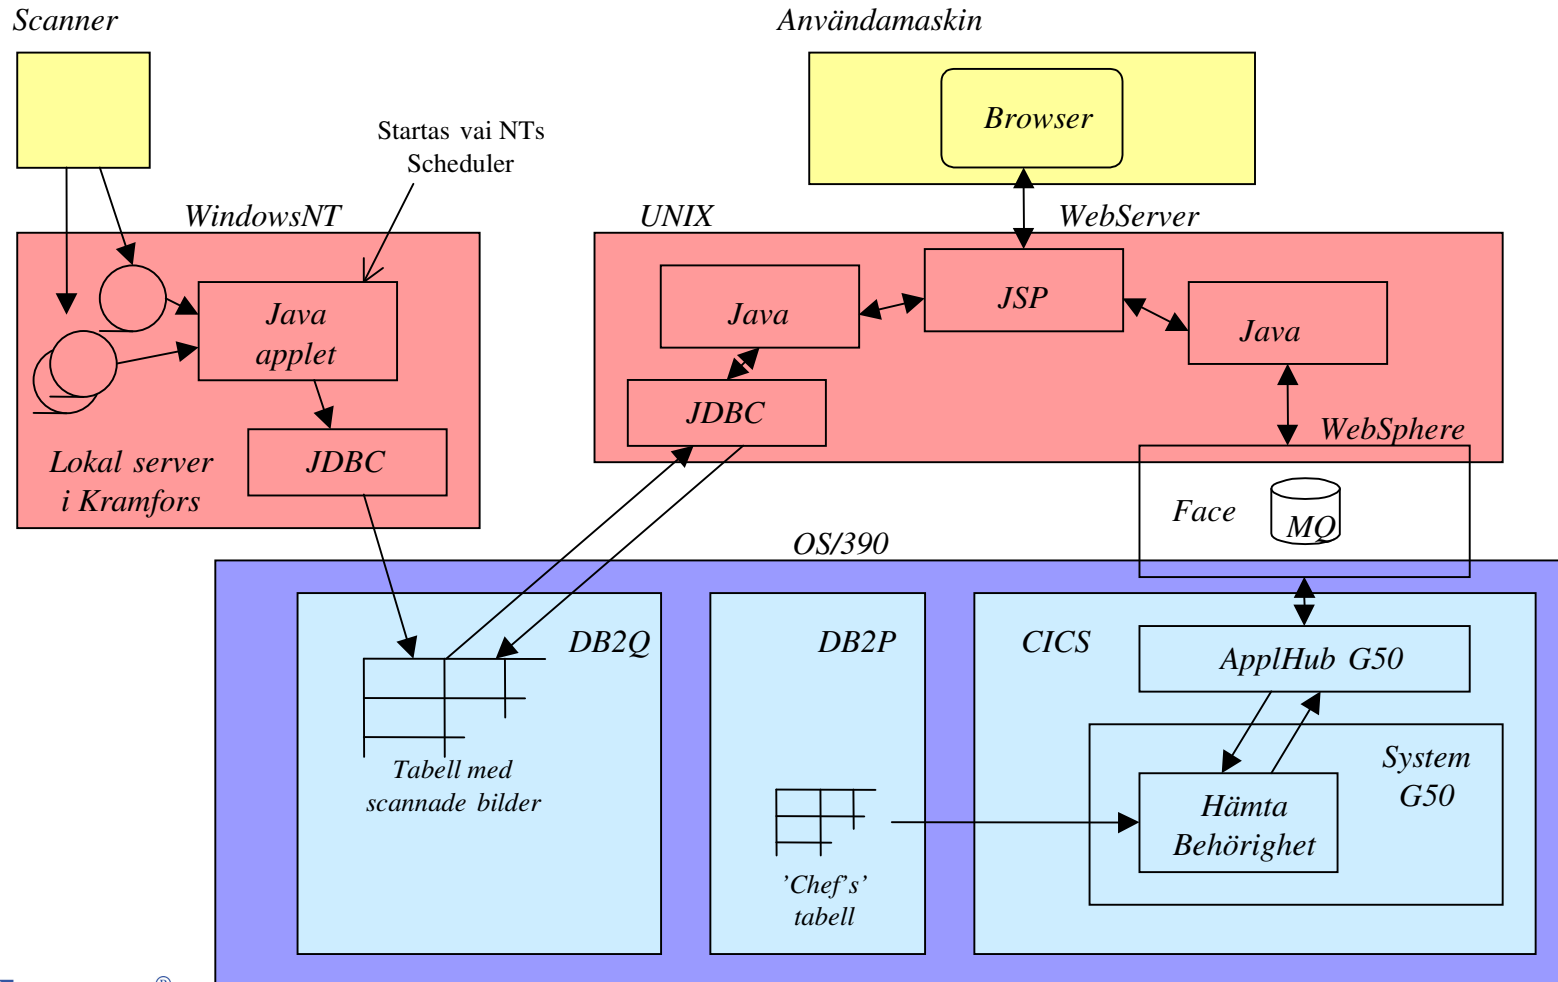 Scanner
Användamaskin
Browser
Startas vai NTs
Scheduler
WindowsNT
UNIX
WebServer
Java
applet
Java
JSP
Java
JDBC
JDBC
WebSphere
Lokal server
i Kramfors
Face
MQ
OS/390
DB2Q
DB2P
CICS
ApplHub G50
Tabell med
scannade bilder
System
G50
Hämta
Behörighet
’Chef’s’
tabell
®